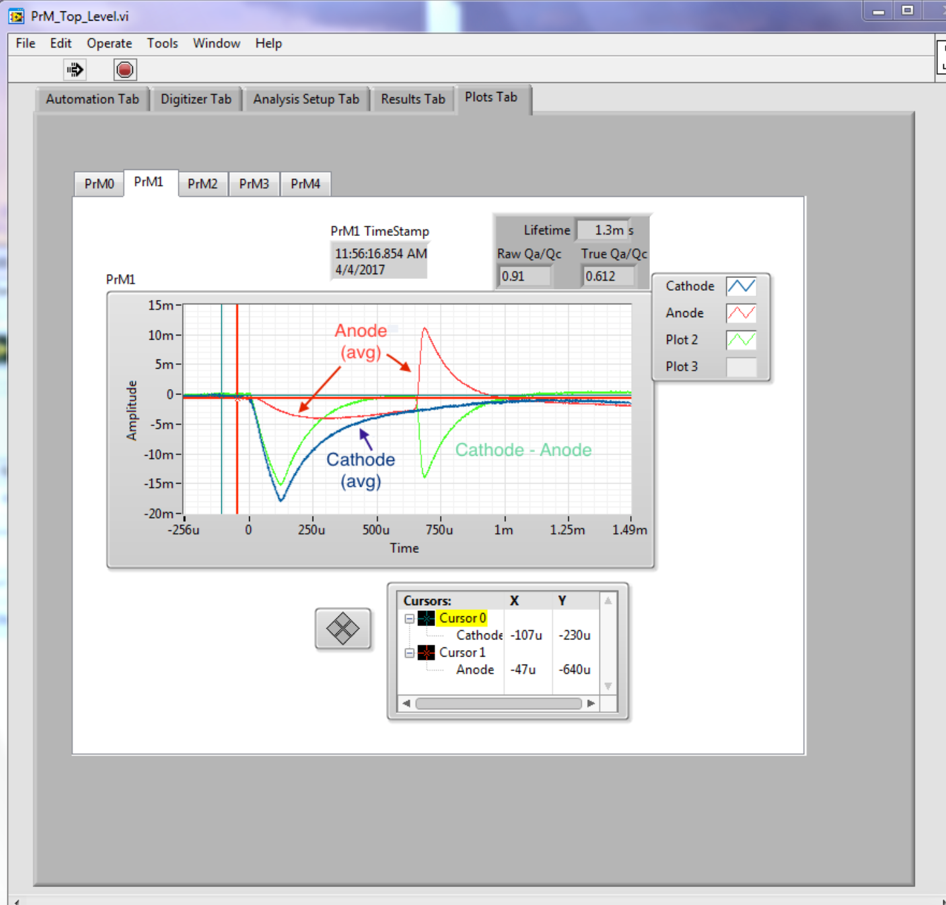 PrM_Top_Level.vi
File Edit Operate Tools Window Help
Automation Tab Digitizer Tab Analysis Setup Tab Results Tab Plots Tab
PrM0 PrM1 PrM2 PrM3 PrM4
PrM1 TimeStamp
11:56:16.854 AM
4/4/2017
Lifetime 1.3m s
Raw Qa/Qc True Qa/Qc
0.91 0.612
PrM1
Cathode
Anode
Plot 2
Plot 3
Amplitude
15m
10m
5m
0
-5m
-10m
-15m
-20m
Anode
(avg)
Cathode
(avg)
Cathode - Anode
-256u 0 250u 500u 750u 1m 1.25m 1.49m
Time
Cursors: X Y
Cursor 0
Cathode -107u -230u
Cursor 1
Anode -47u -640u